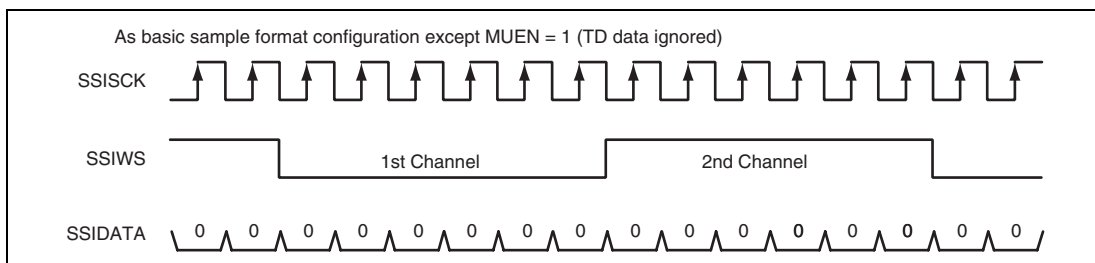 As basic sample format configuration except MUEN = 1 (TD data ignored)
SSISCK
SSIWS 1st Channel 2nd Channel
SSIDATA 0 0 0 0 0 0 0 0 0 0 0 0 0 0 0 0